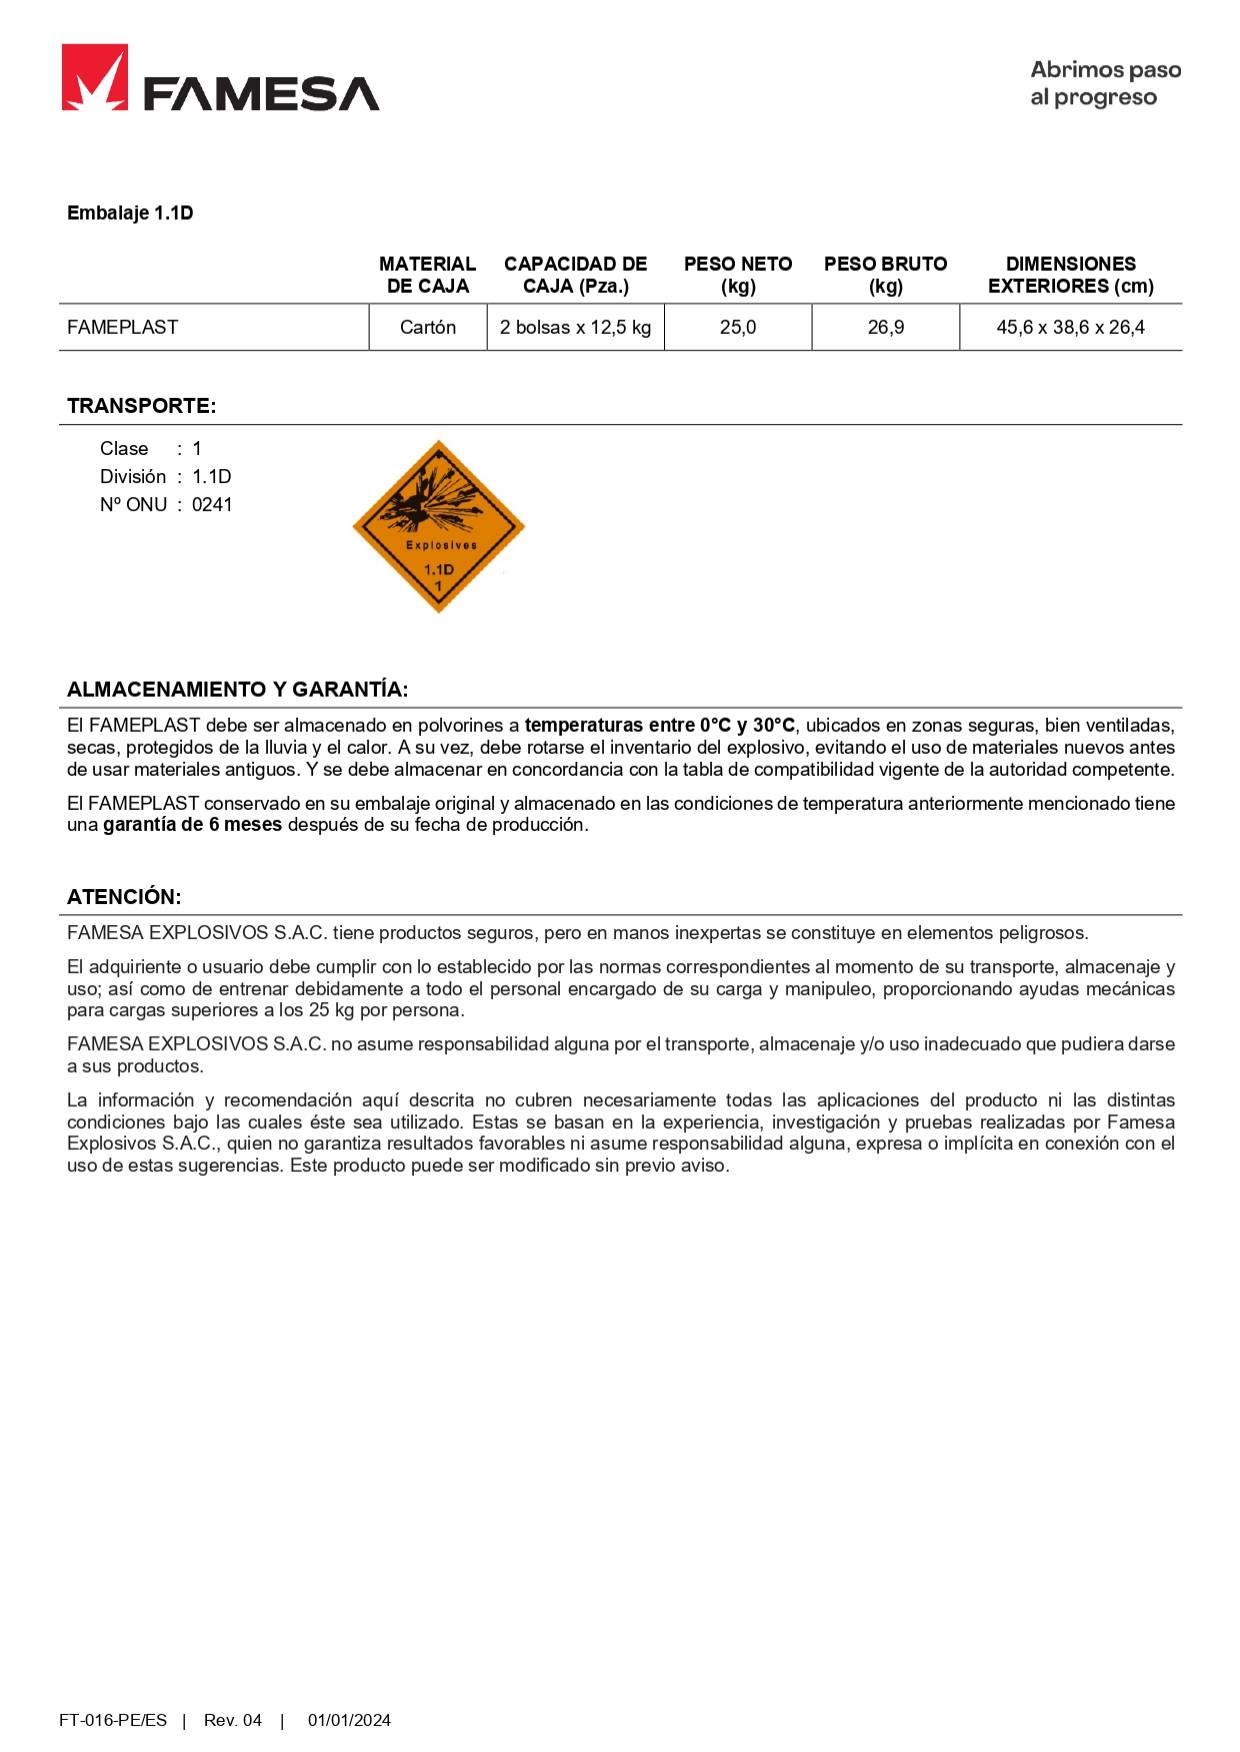 FAMESA
Abrimos paso
al progreso
Embalaje 1.1D
MATERIAL DE CAJA CAPACIDAD DE CAJA (Pza.) PESO NETO (kg) PESO BRUTO (kg) DIMENSIONES EXTERIORES (cm)
FAMEPLAST Cartón 2 bolsas x 12,5 kg 25,0 26,9 45,6 x 38,6 x 26,4
TRANSPORTE:
Clase : 1
División : 1.1D
Nº ONU : 0241
Explosives
1.1D
1
ALMACENAMIENTO Y GARANTÍA:
El FAMEPLAST debe ser almacenado en polvorines a temperaturas entre 0°C y 30°C, ubicados en zonas seguras, bien ventiladas,
secas, protegidos de la lluvia y el calor. A su vez, debe rotarse el inventario del explosivo, evitando el uso de materiales nuevos antes
de usar materiales antiguos. Y se debe almacenar en concordancia con la tabla de compatibilidad vigente de la autoridad competente.
El FAMEPLAST conservado en su embalaje original y almacenado en las condiciones de temperatura anteriormente mencionado tiene
una garantía de 6 meses después de su fecha de producción.
ATENCIÓN:
FAMESA EXPLOSIVOS S.A.C. tiene productos seguros, pero en manos inexpertas se constituye en elementos peligrosos.
El adquiriente o usuario debe cumplir con lo establecido por las normas correspondientes al momento de su transporte, almacenaje y
uso; así como de entrenar debidamente a todo el personal encargado de su carga y manipuleo, proporcionando ayudas mecánicas
para cargas superiores a los 25 kg por persona.
FAMESA EXPLOSIVOS S.A.C. no asume responsabilidad alguna por el transporte, almacenaje y/o uso inadecuado que pudiera darse
a sus productos.
La información y recomendación aquí descrita no cubren necesariamente todas las aplicaciones del producto ni las distintas
condiciones bajo las cuales éste sea utilizado. Estas se basan en la experiencia, investigación y pruebas realizadas por Famesa
Explosivos S.A.C., quien no garantiza resultados favorables ni asume responsabilidad alguna, expresa o implícita en conexión con el
uso de estas sugerencias. Este producto puede ser modificado sin previo aviso.
FT-016-PE/ES | Rev. 04 | 01/01/2024